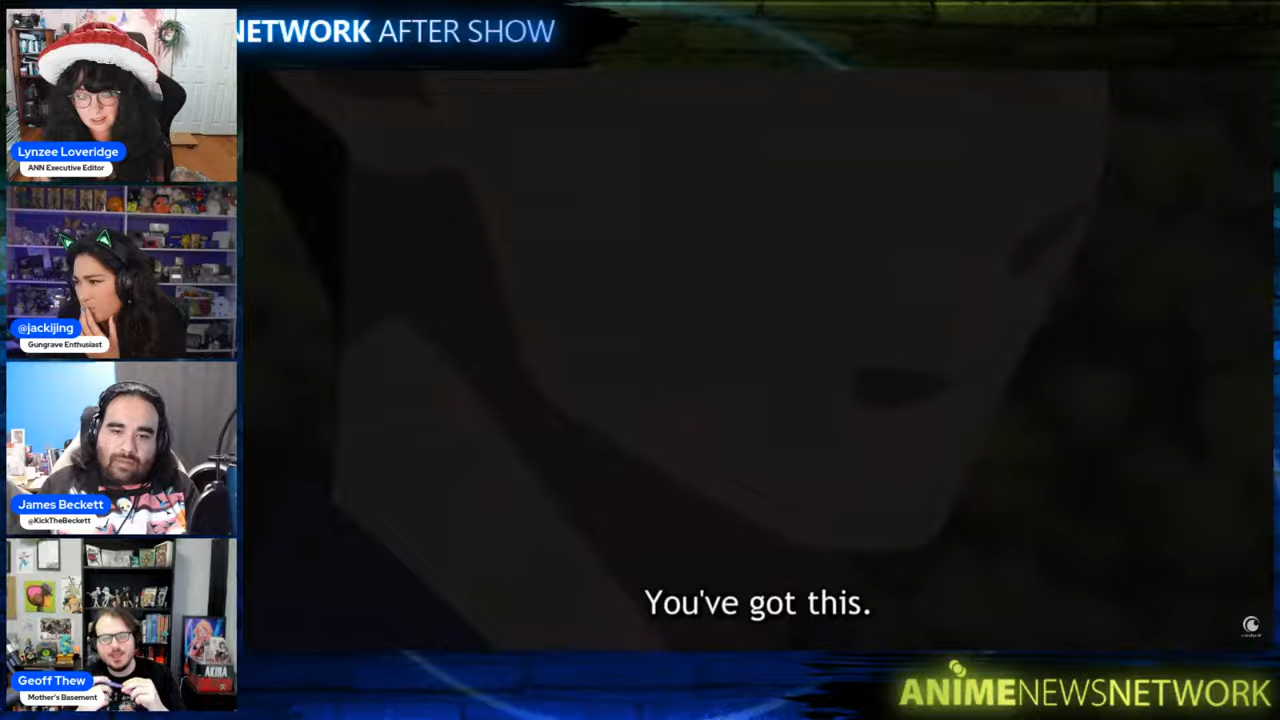 NETWORK AFTER SHOW
Lynzee Loveridge
ANN Executive Editor
@jackijing
Gungrave Enthusiast
James Beckett
@KickTheBeckett
Geoff Thew
Mother's Basement
AKIRA
You've got this.
ANIMENEWSNETWORK